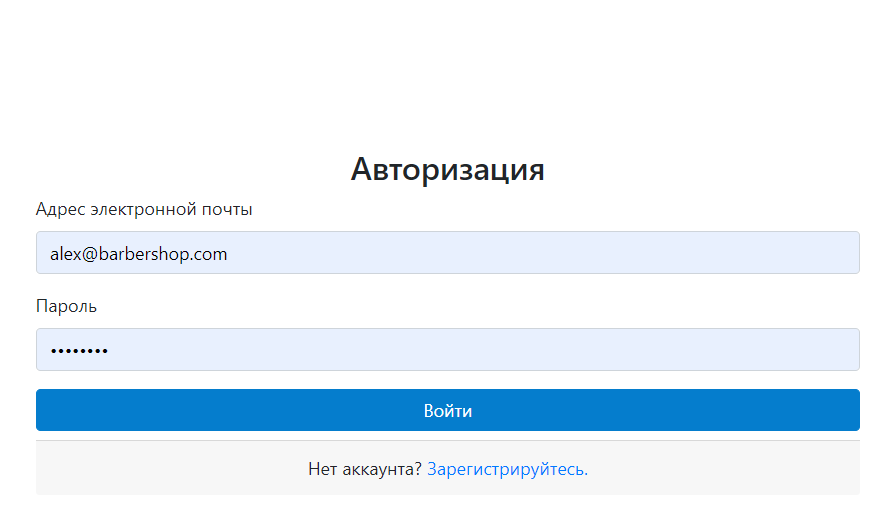 Авторизация
Адрес электронной почты
alex@barbershop.com
Пароль
••••••••
Войти
Нет аккаунта? Зарегистрируйтесь.